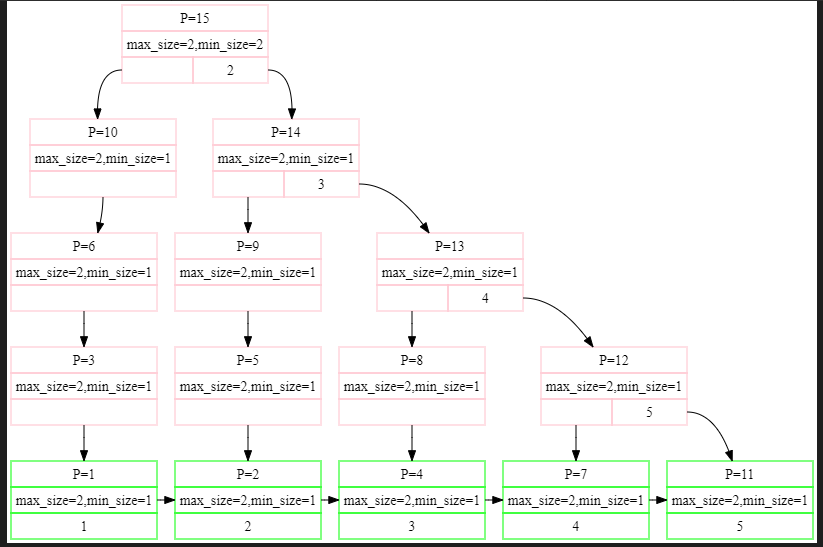 P=15
max_size=2,min_size=2
2
P=10
max_size=2,min_size=1
P=14
max_size=2,min_size=1
3
P=6
max_size=2,min_size=1
P=9
max_size=2,min_size=1
P=13
max_size=2,min_size=1
4
P=3
max_size=2,min_size=1
P=5
max_size=2,min_size=1
P=8
max_size=2,min_size=1
P=12
max_size=2,min_size=1
5
P=1
max_size=2,min_size=1
1
P=2
max_size=2,min_size=1
2
P=4
max_size=2,min_size=1
3
P=7
max_size=2,min_size=1
4
P=11
max_size=2,min_size=1
5